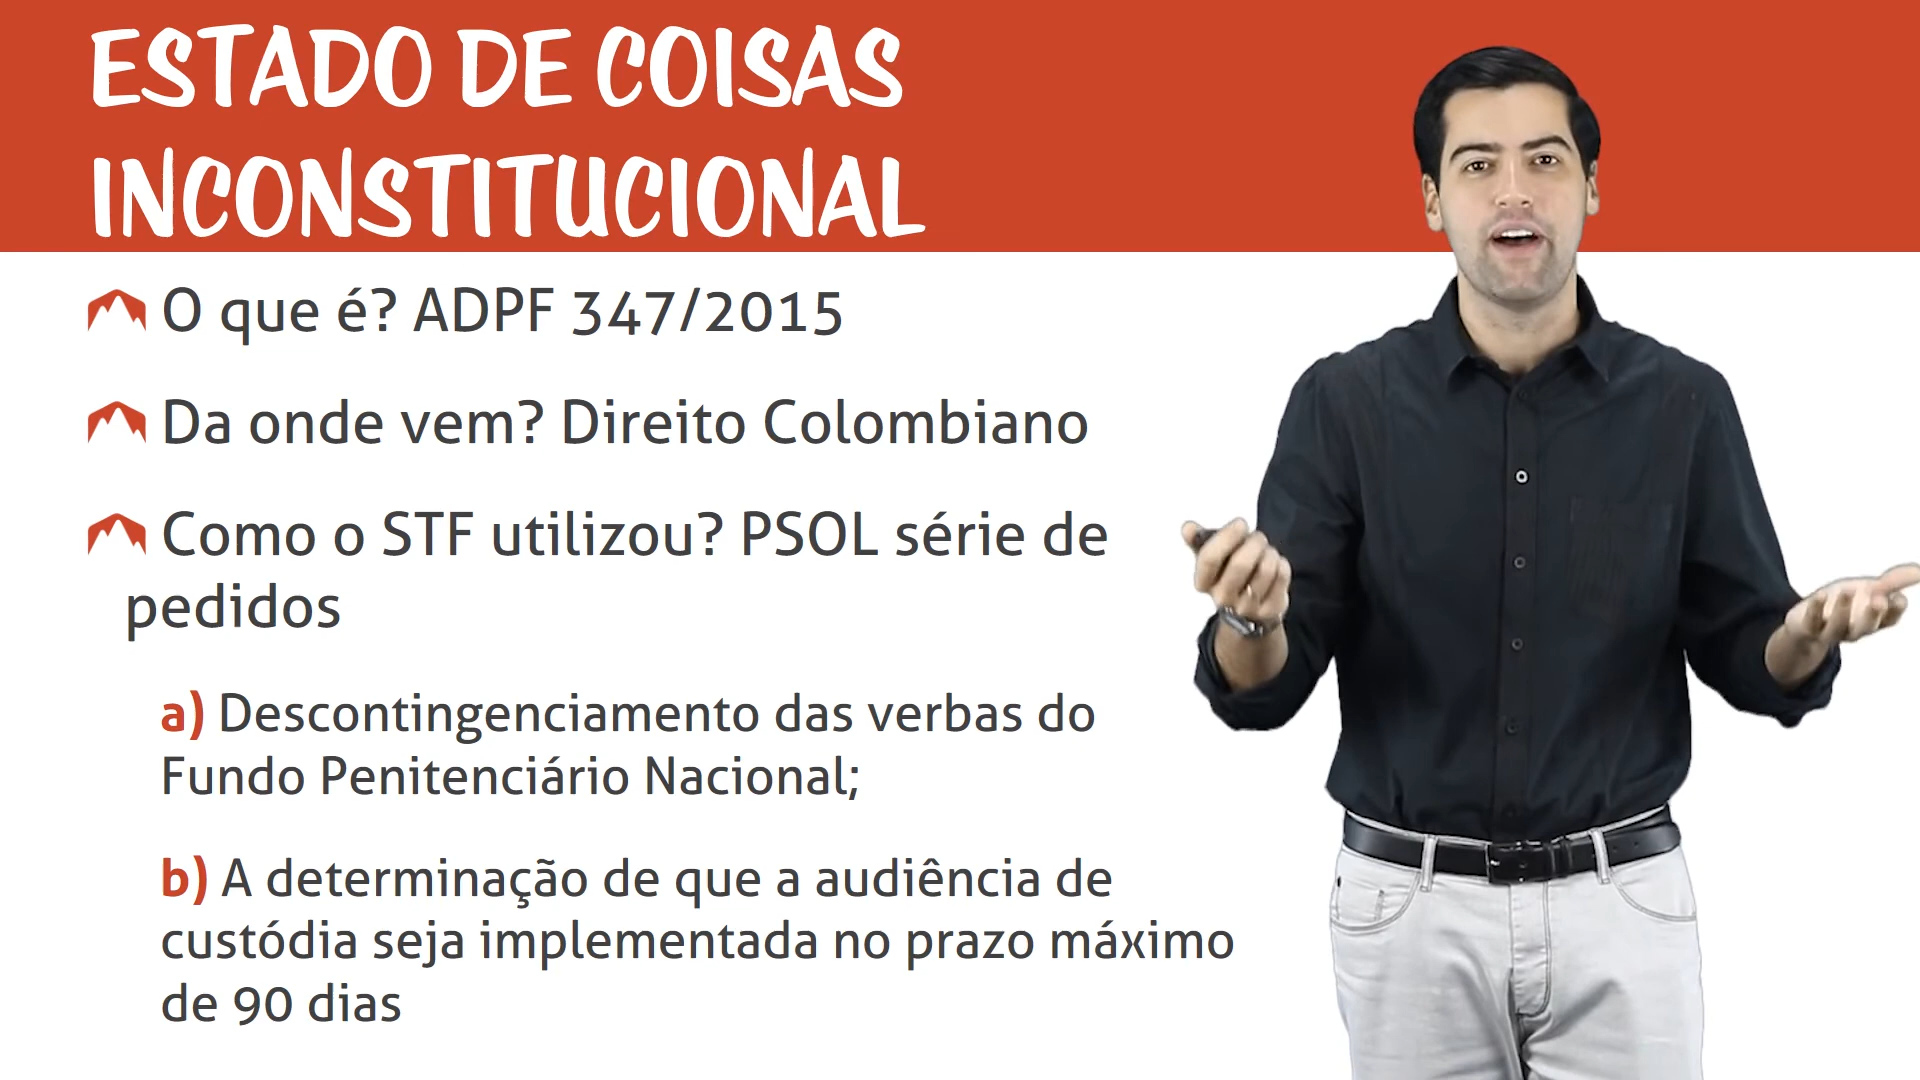 ESTADO DE COISAS
INCONSTITUCIONAL
O que é? ADPF 347/2015
Da onde vem? Direito Colombiano
Como o STF utilizou? PSOL série de
pedidos
a) Descontingenciamento das verbas do
Fundo Penitenciário Nacional;
b) A determinação de que a audiência de
custódia seja implementada no prazo máximo
de 90 dias